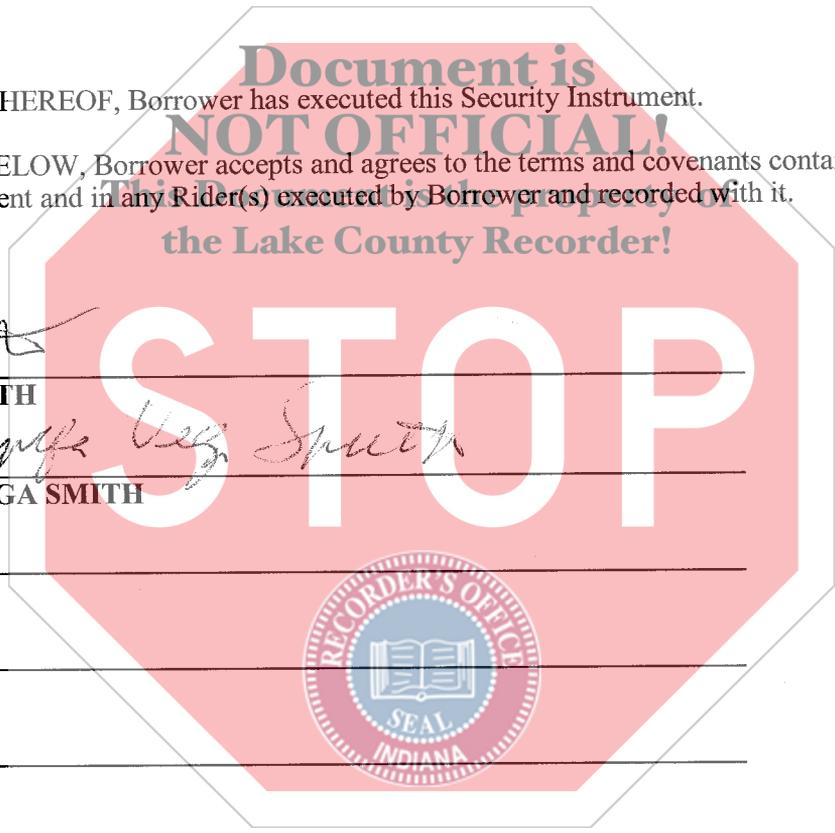 Document is
HEREOF, Borrower has executed this Security Instrument.
NOT OFFICIAL!
ELOW, Borrower accepts and agrees to the terms and covenants conta
ent and in any Rider(s) executed by Borrower and recorded with it.
This Document is the property of
the Lake County Recorder!
STOP
TH
Smith
GA SMITH
RECORDER'S OFFICE
SEAL
INDIANA